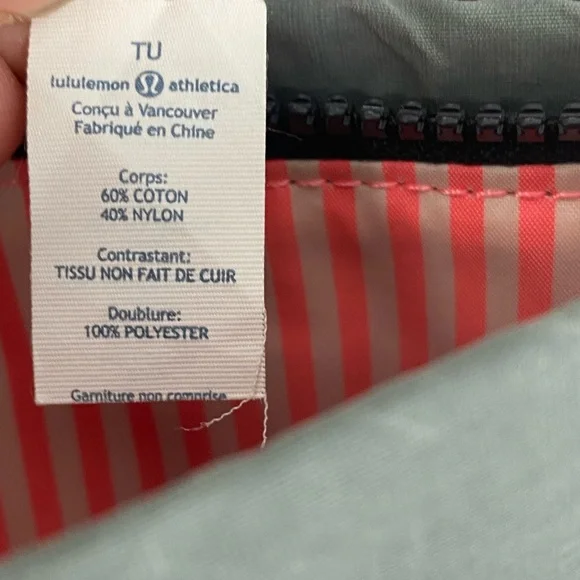 TU
lululemon athletica
Conçu à Vancouver
Fabriqué en Chine
Corps:
60% COTON
40% NYLON
Contrastant:
TISSU NON FAIT DE CUIR
Doublure:
100% POLYESTER
Garniture non comprise